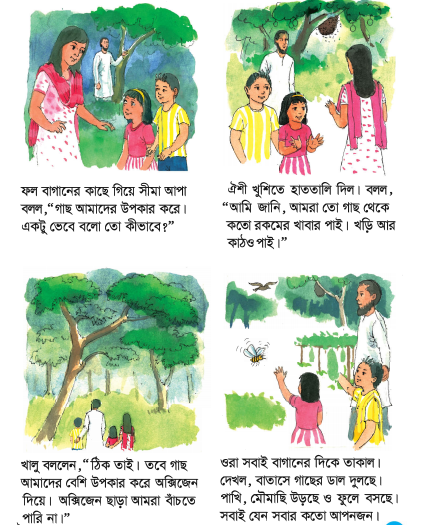 ফল বাগানের কাছে গিয়ে সীমা আপা
বলল,“গাছ আমাদের উপকার করে।
একটু ভেবে বলো তো কীভাবে?”
ঐশী খুশিতে হাততালি দিল। বলল,
“আমি জানি, আমরা তো গাছ থেকে
কতো রকমের খাবার পাই। খড়ি আর
কাঠও পাই।”
খালু বললেন,“ঠিক তাই। তবে গাছ
আমাদের বেশি উপকার করে অক্সিজেন
দিয়ে। অক্সিজেন ছাড়া আমরা বাঁচতে
পারি না।”
ওরা সবাই বাগানের দিকে তাকাল।
দেখল, বাতাসে গাছের ডাল দুলছে।
পাখি, মৌমাছি উড়ছে ও ফুলে বসছে।
সবাই যেন সবার কতো আপনজন।